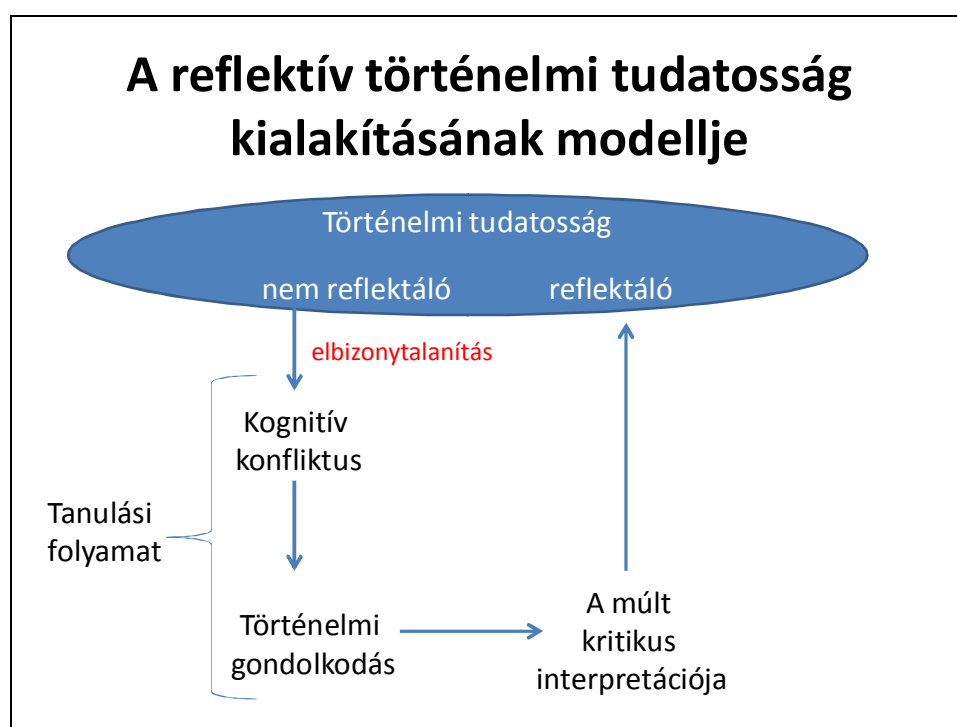 A reflektív történelmi tudatosság
kialakításának modellje
Történelmi tudatosság
nem reflektáló
reflektáló
elbizonytalanítás
Kognitív
konfliktus
Tanulási
folyamat
Történelmi
gondolkodás
A múlt
kritikus
interpretációja